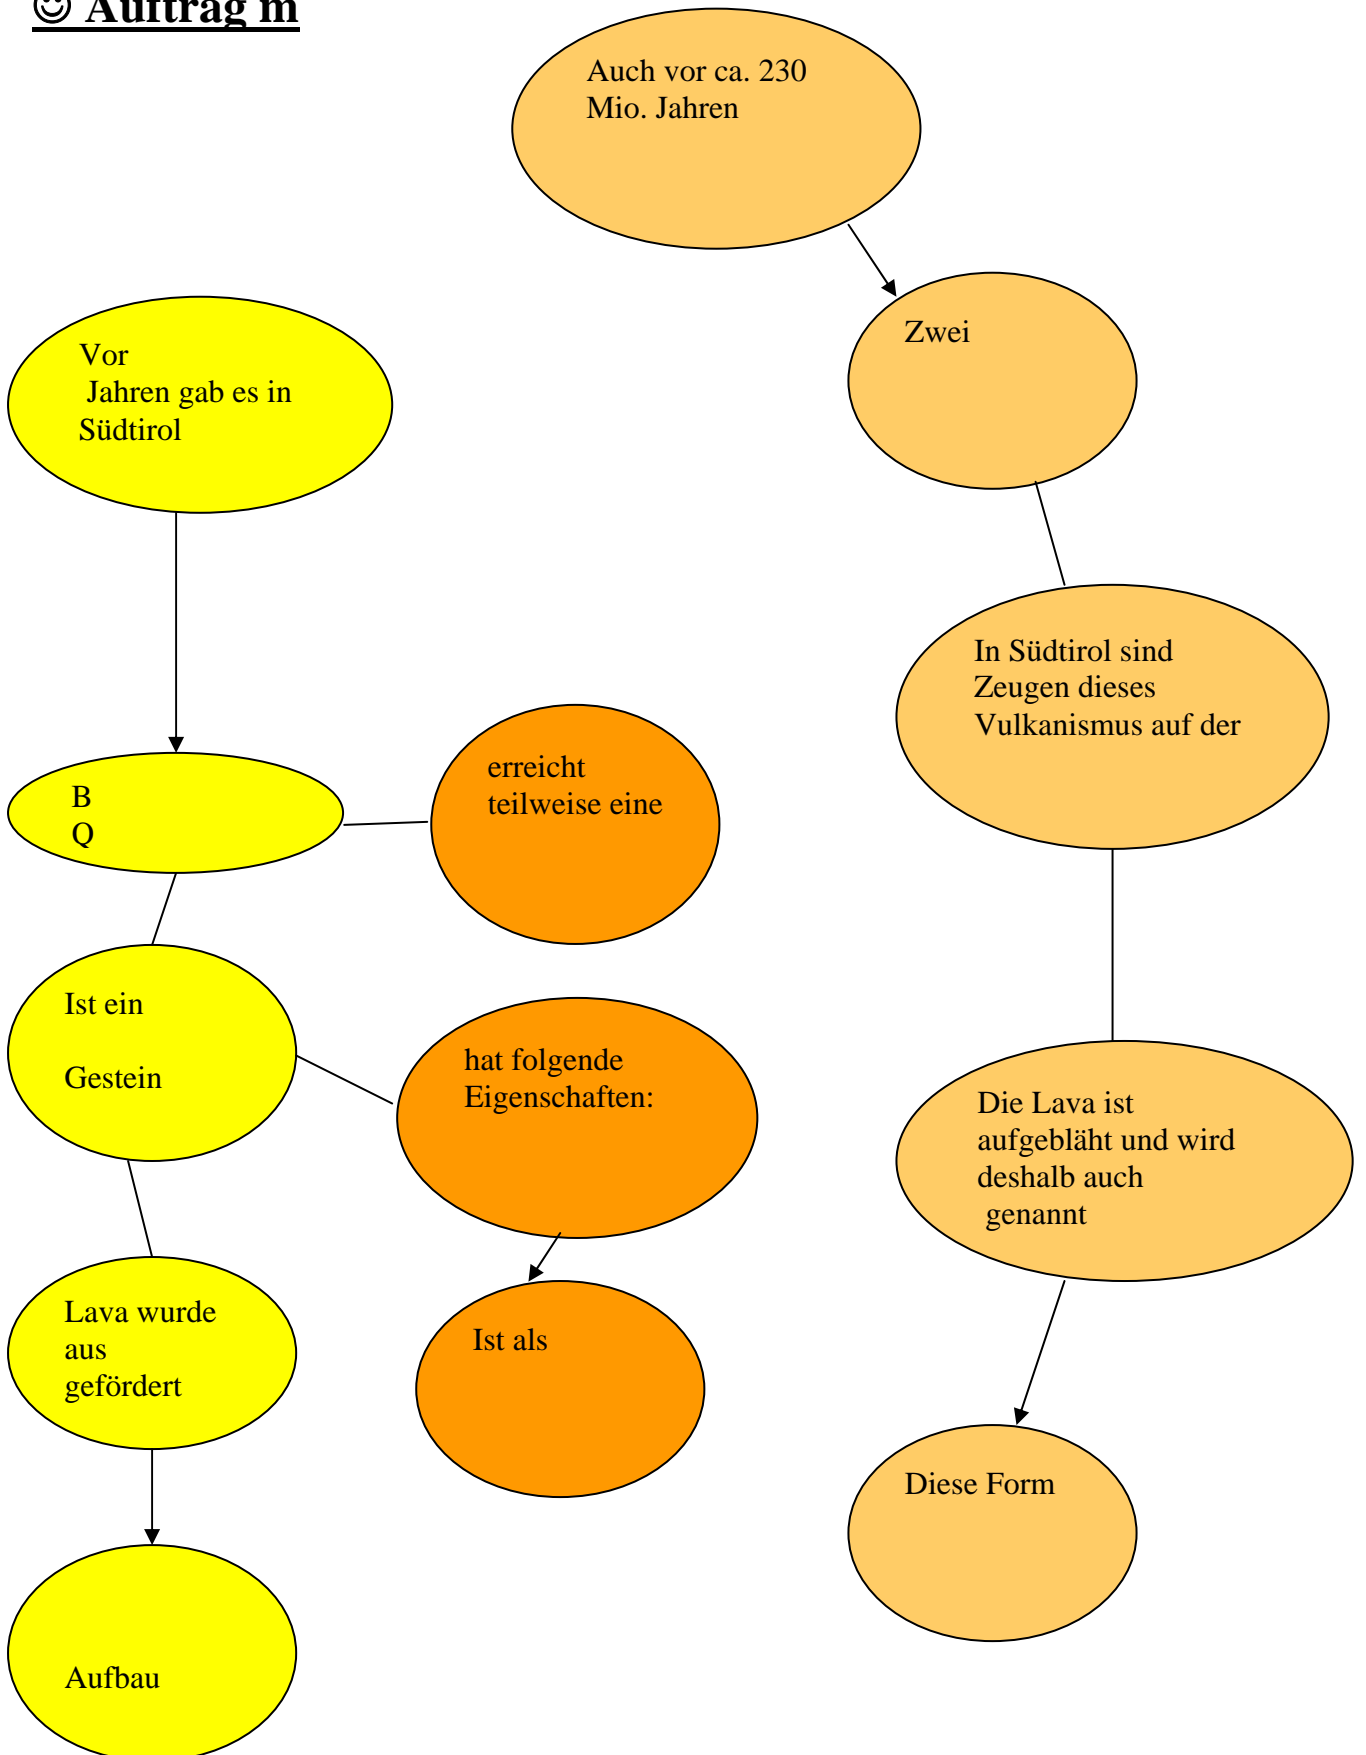 ☺ Auftrag m
Auch vor ca. 230
Mio. Jahren
Zwei
Vor
Jahren gab es in
Südtirol
In Südtirol sind
Zeugen dieses
Vulkanismus auf der
erreicht
teilweise eine
B
Q
Ist ein
Gestein
hat folgende
Eigenschaften:
Die Lava ist
aufgebläht und wird
deshalb auch
genannt
Lava wurde
aus
gefördert
Ist als
Diese Form
Aufbau